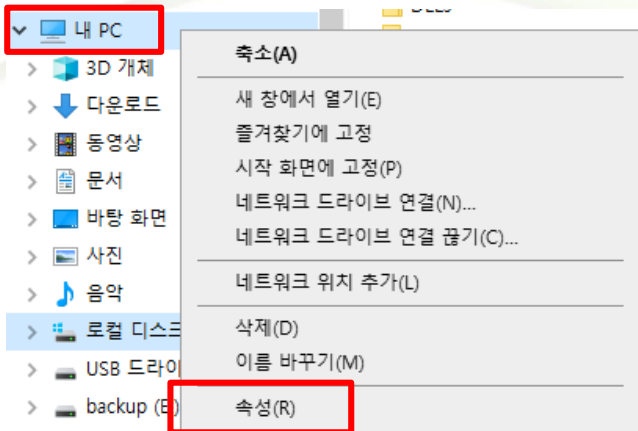 내 PC
3D 개체
다운로드
동영상
문서
바탕 화면
사진
음악
로컬 디스크
USB 드라이
backup (E)
축소(A)
새 창에서 열기(E)
즐겨찾기에 고정
시작 화면에 고정(P)
네트워크 드라이브 연결(N)...
네트워크 드라이브 연결 끊기(C)...
네트워크 위치 추가(L)
삭제(D)
이름 바꾸기(M)
속성(R)